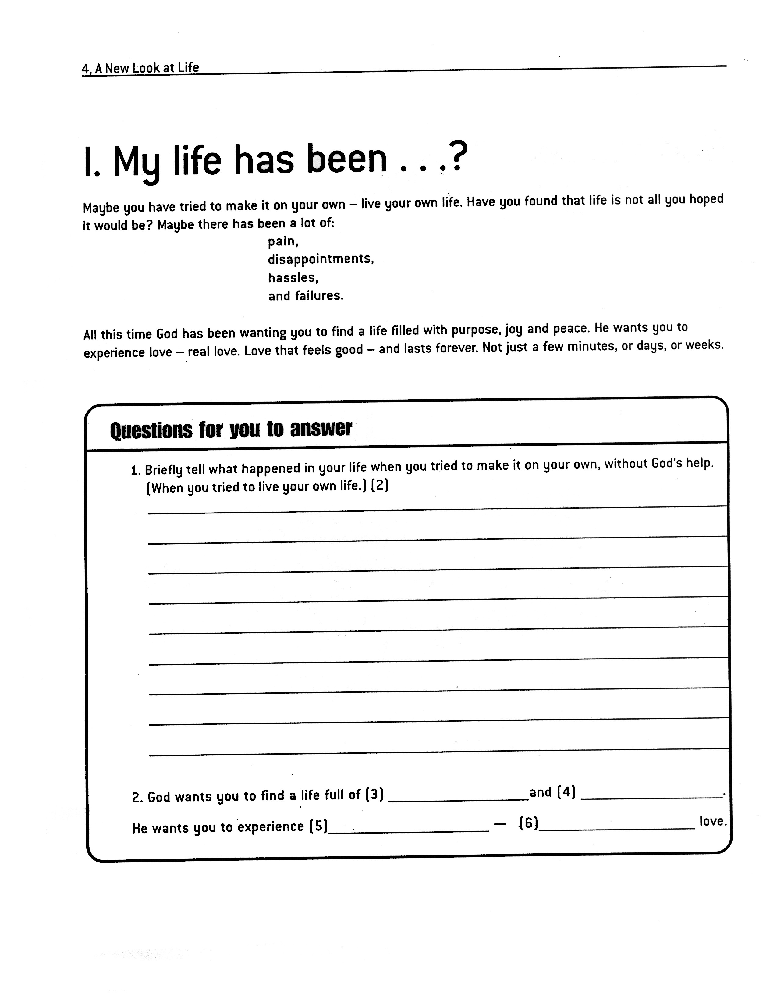 4, A New Look at Life
I. My life has been . . .?
Maybe you have tried to make it on your own – live your own life. Have you found that life is not all you hoped
it would be? Maybe there has been a lot of:
pain,
disappointments,
hassles,
and failures.
All this time God has been wanting you to find a life filled with purpose, joy and peace. He wants you to
experience love – real love. Love that feels good – and lasts forever. Not just a few minutes, or days, or weeks.
Questions for you to answer
1. Briefly tell what happened in your life when you tried to make it on your own, without God's help.
(When you tried to live your own life.) (2)
2. God wants you to find a life full of (3) ____________________and (4) ____________________.
He wants you to experience (5)______________________ – (6)______________________ love.